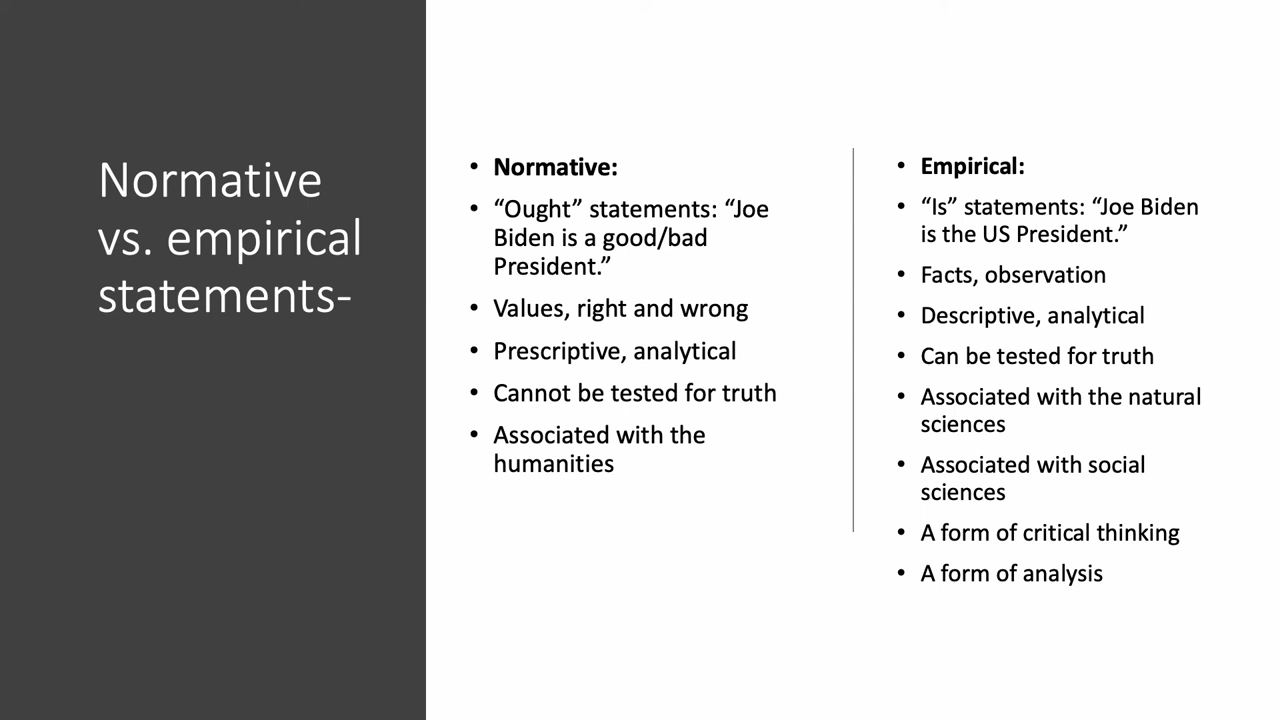 Normative
vs. empirical
statements-
• Normative:
• “Ought” statements: “Joe
Biden is a good/bad
President.”
• Values, right and wrong
• Prescriptive, analytical
• Cannot be tested for truth
• Associated with the
humanities
• Empirical:
• “Is” statements: “Joe Biden
is the US President.”
• Facts, observation
• Descriptive, analytical
• Can be tested for truth
• Associated with the natural
sciences
• Associated with social
sciences
• A form of critical thinking
• A form of analysis